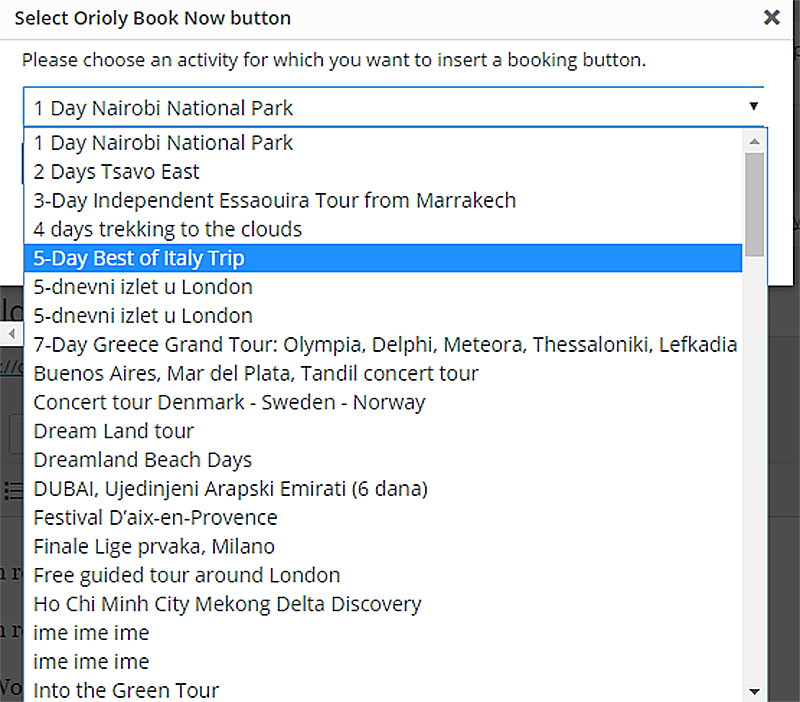 Select Orioly Book Now button
Please choose an activity for which you want to insert a booking button.
1 Day Nairobi National Park
1 Day Nairobi National Park
2 Days Tsavo East
3-Day Independent Essaouira Tour from Marrakech
4 days trekking to the clouds
5-Day Best of Italy Trip
5-dnevni izlet u London
5-dnevni izlet u London
7-Day Greece Grand Tour: Olympia, Delphi, Meteora, Thessaloniki, Lefkadia
Buenos Aires, Mar del Plata, Tandil concert tour
Concert tour Denmark - Sweden - Norway
Dream Land tour
Dreamland Beach Days
DUBAI, Ujedinjeni Arapski Emirati (6 dana)
Festival D’aix-en-Provence
Finale Lige prvaka, Milano
Free guided tour around London
Ho Chi Minh City Mekong Delta Discovery
ime ime ime
ime ime ime
Into the Green Tour